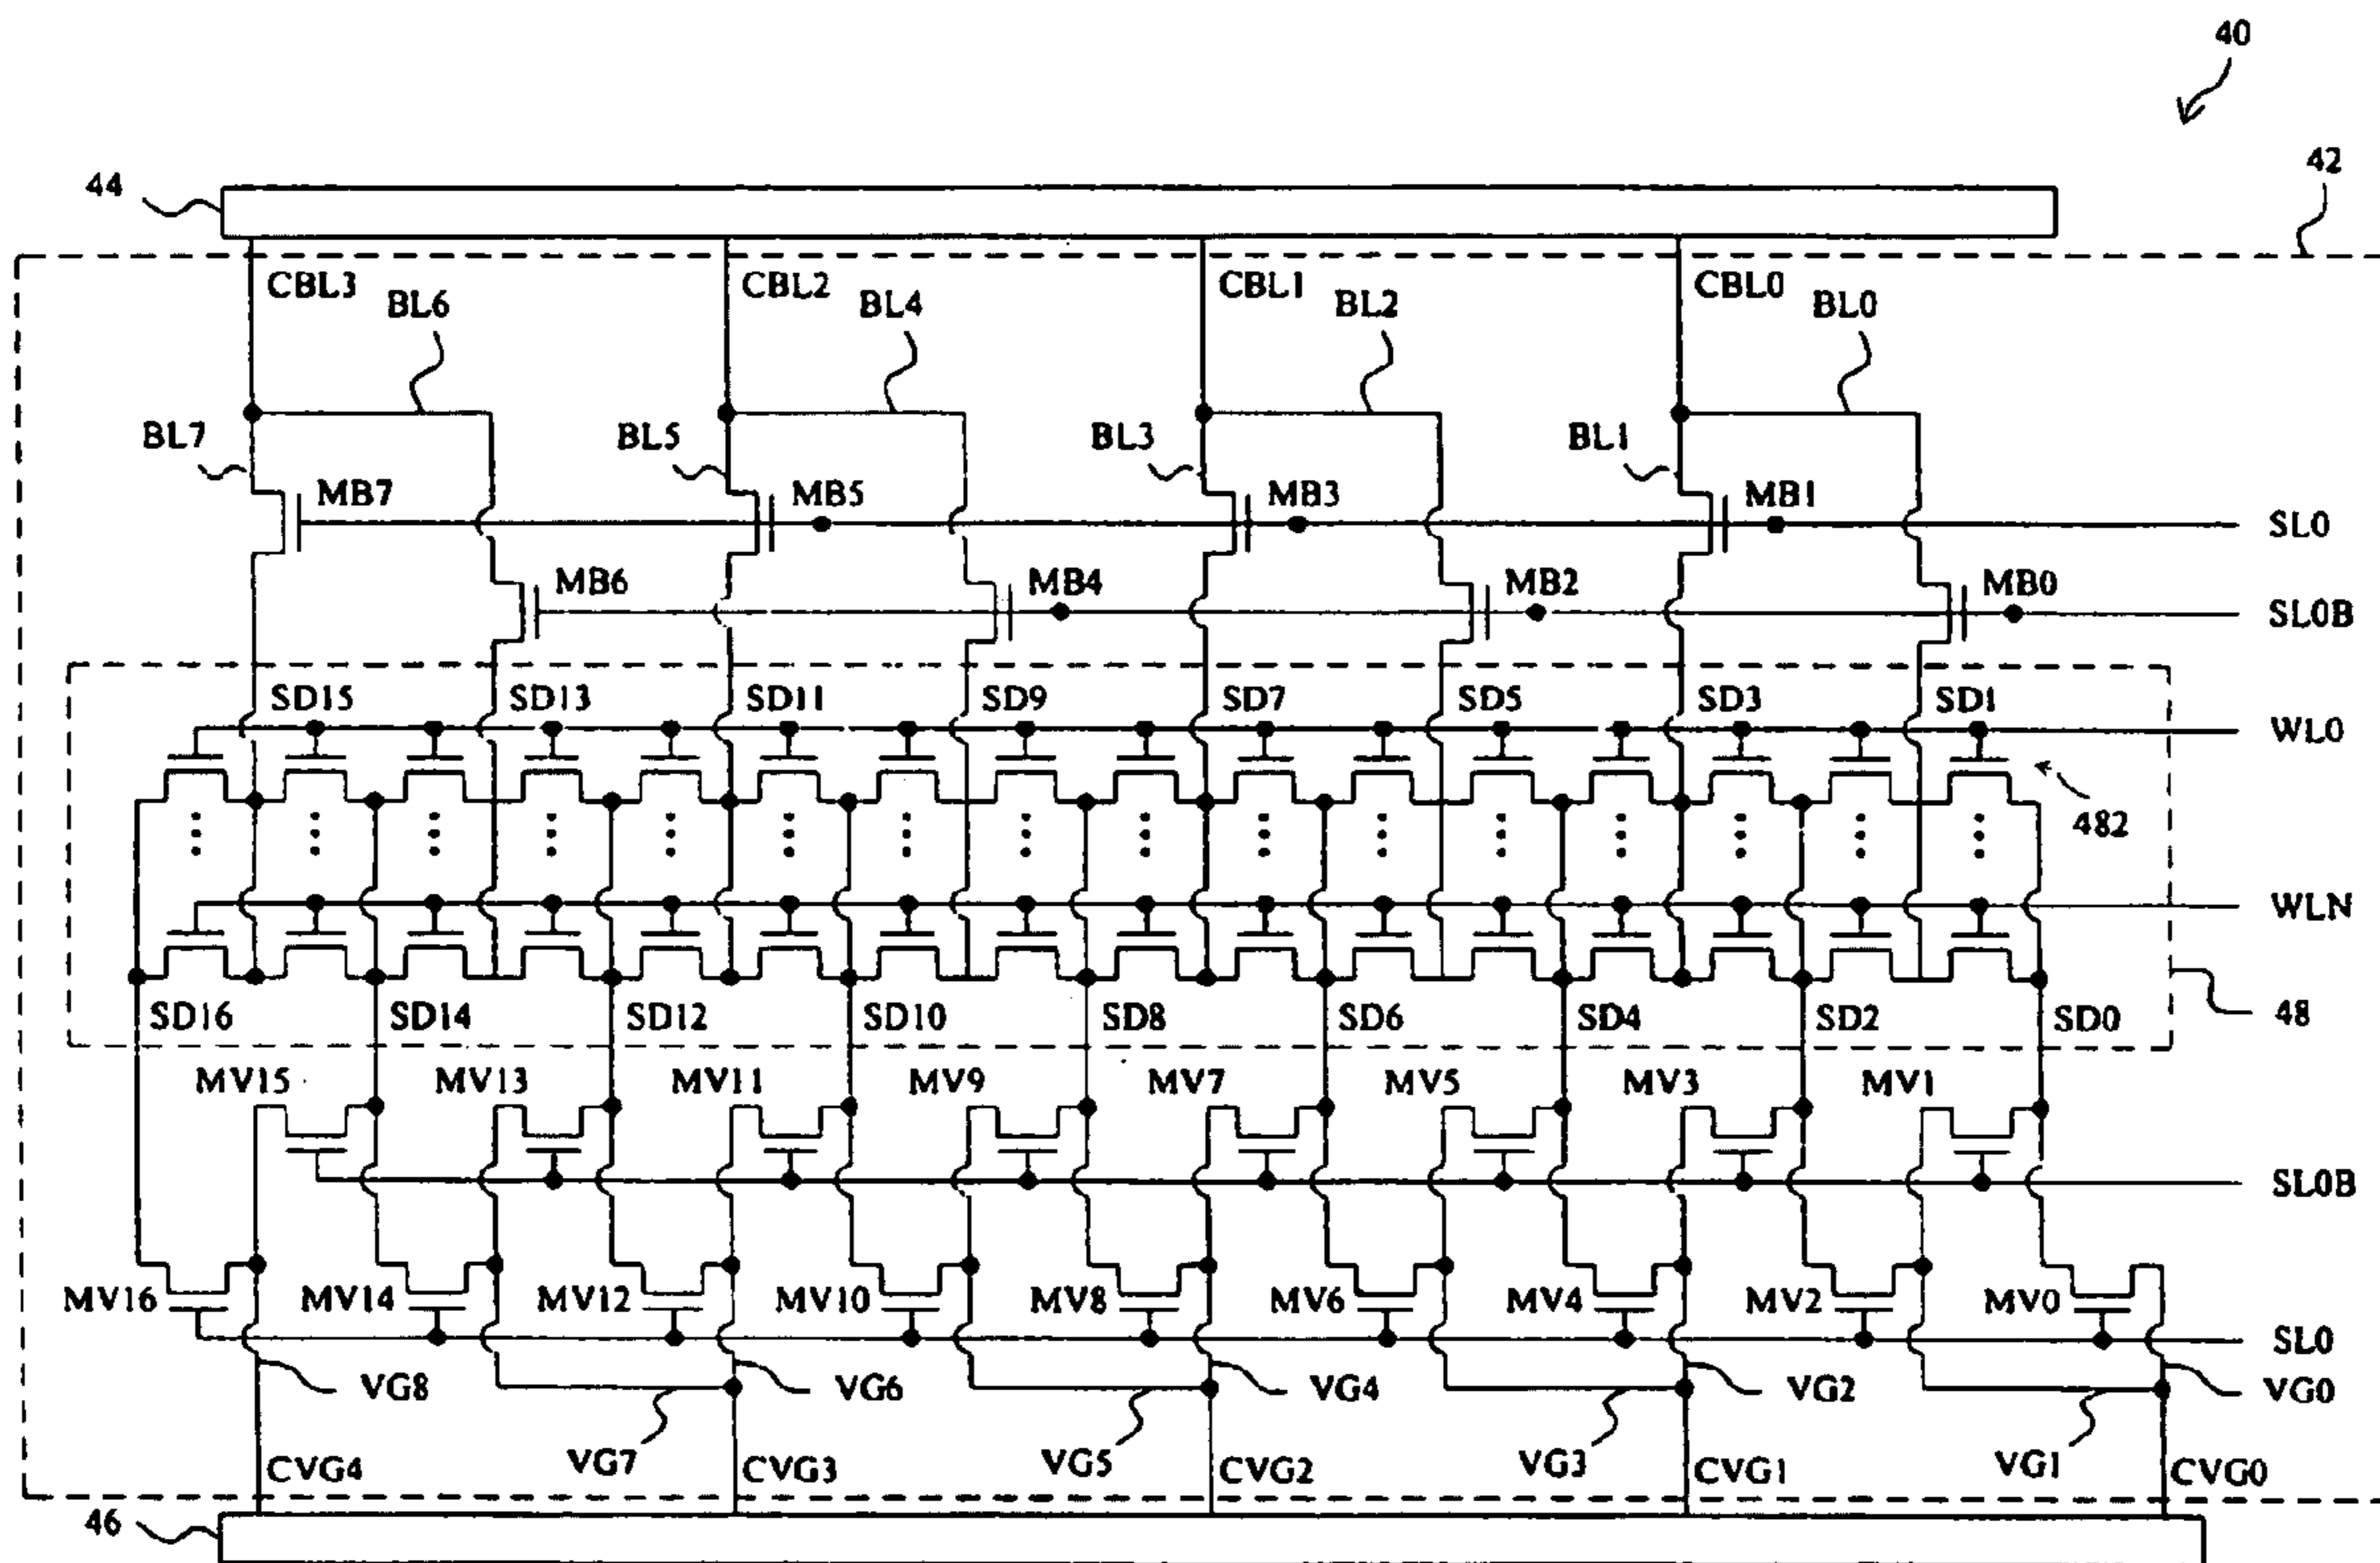 40
42
44
CBL3 CBL2 CBL1 CBL0
BL6 BL4 BL2 BL0
BL7 BL5 BL3 BL1
MB7 MB5 MB3 MB1
SL0
MB6 MB4 MB2 MB0
SL0B
SD15 SD13 SD11 SD9 SD7 SD5 SD3 SD1
WL0
482
WLN
SD16 SD14 SD12 SD10 SD8 SD6 SD4 SD2 SD0 48
MV15 MV13 MV11 MV9 MV7 MV5 MV3 MV1
SL0B
MV16 MV14 MV12 MV10 MV8 MV6 MV4 MV2 MV0
SL0
VG8 VG6 VG4 VG2 VG0
VG7 VG5 VG3 VG1
CVG4 CVG3 CVG2 CVG1 CVG0
46